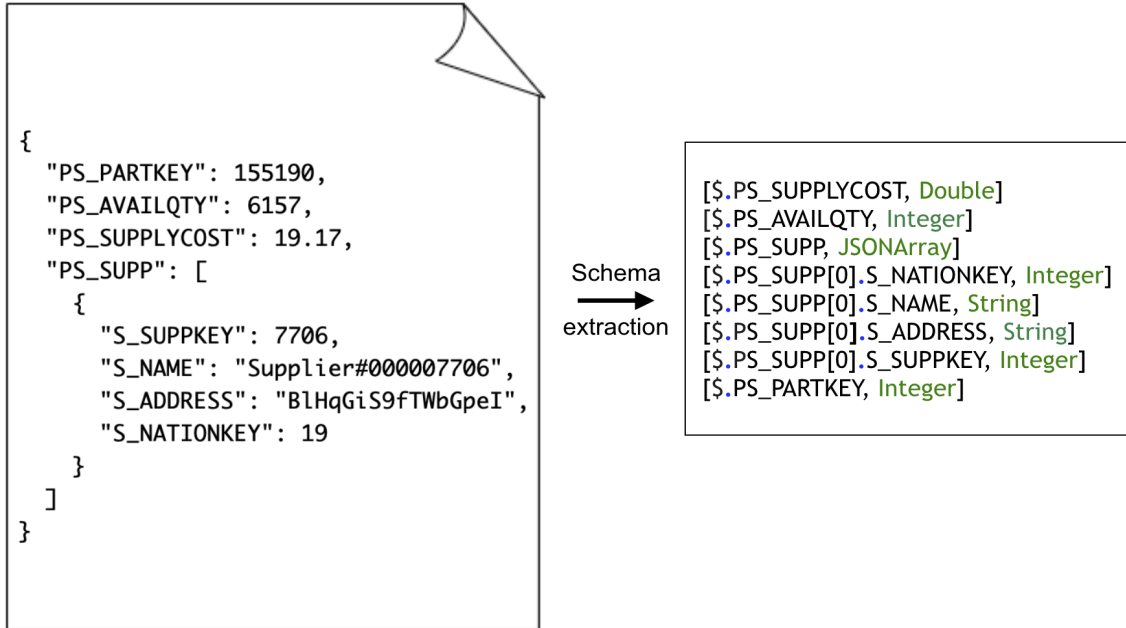 {
"PS_PARTKEY": 155190,
"PS_AVAILQTY": 6157,
"PS_SUPPLYCOST": 19.17,
"PS_SUPP": [
{
"S_SUPPKEY": 7706,
"S_NAME": "Supplier#000007706",
"S_ADDRESS": "BlHqGiS9fTWbGpeI",
"S_NATIONKEY": 19
}
]
}
Schema
extraction
[$.PS_SUPPLYCOST, Double]
[$.PS_AVAILQTY, Integer]
[$.PS_SUPP, JSONArray]
[$.PS_SUPP[0].S_NATIONKEY, Integer]
[$.PS_SUPP[0].S_NAME, String]
[$.PS_SUPP[0].S_ADDRESS, String]
[$.PS_SUPP[0].S_SUPPKEY, Integer]
[$.PS_PARTKEY, Integer]